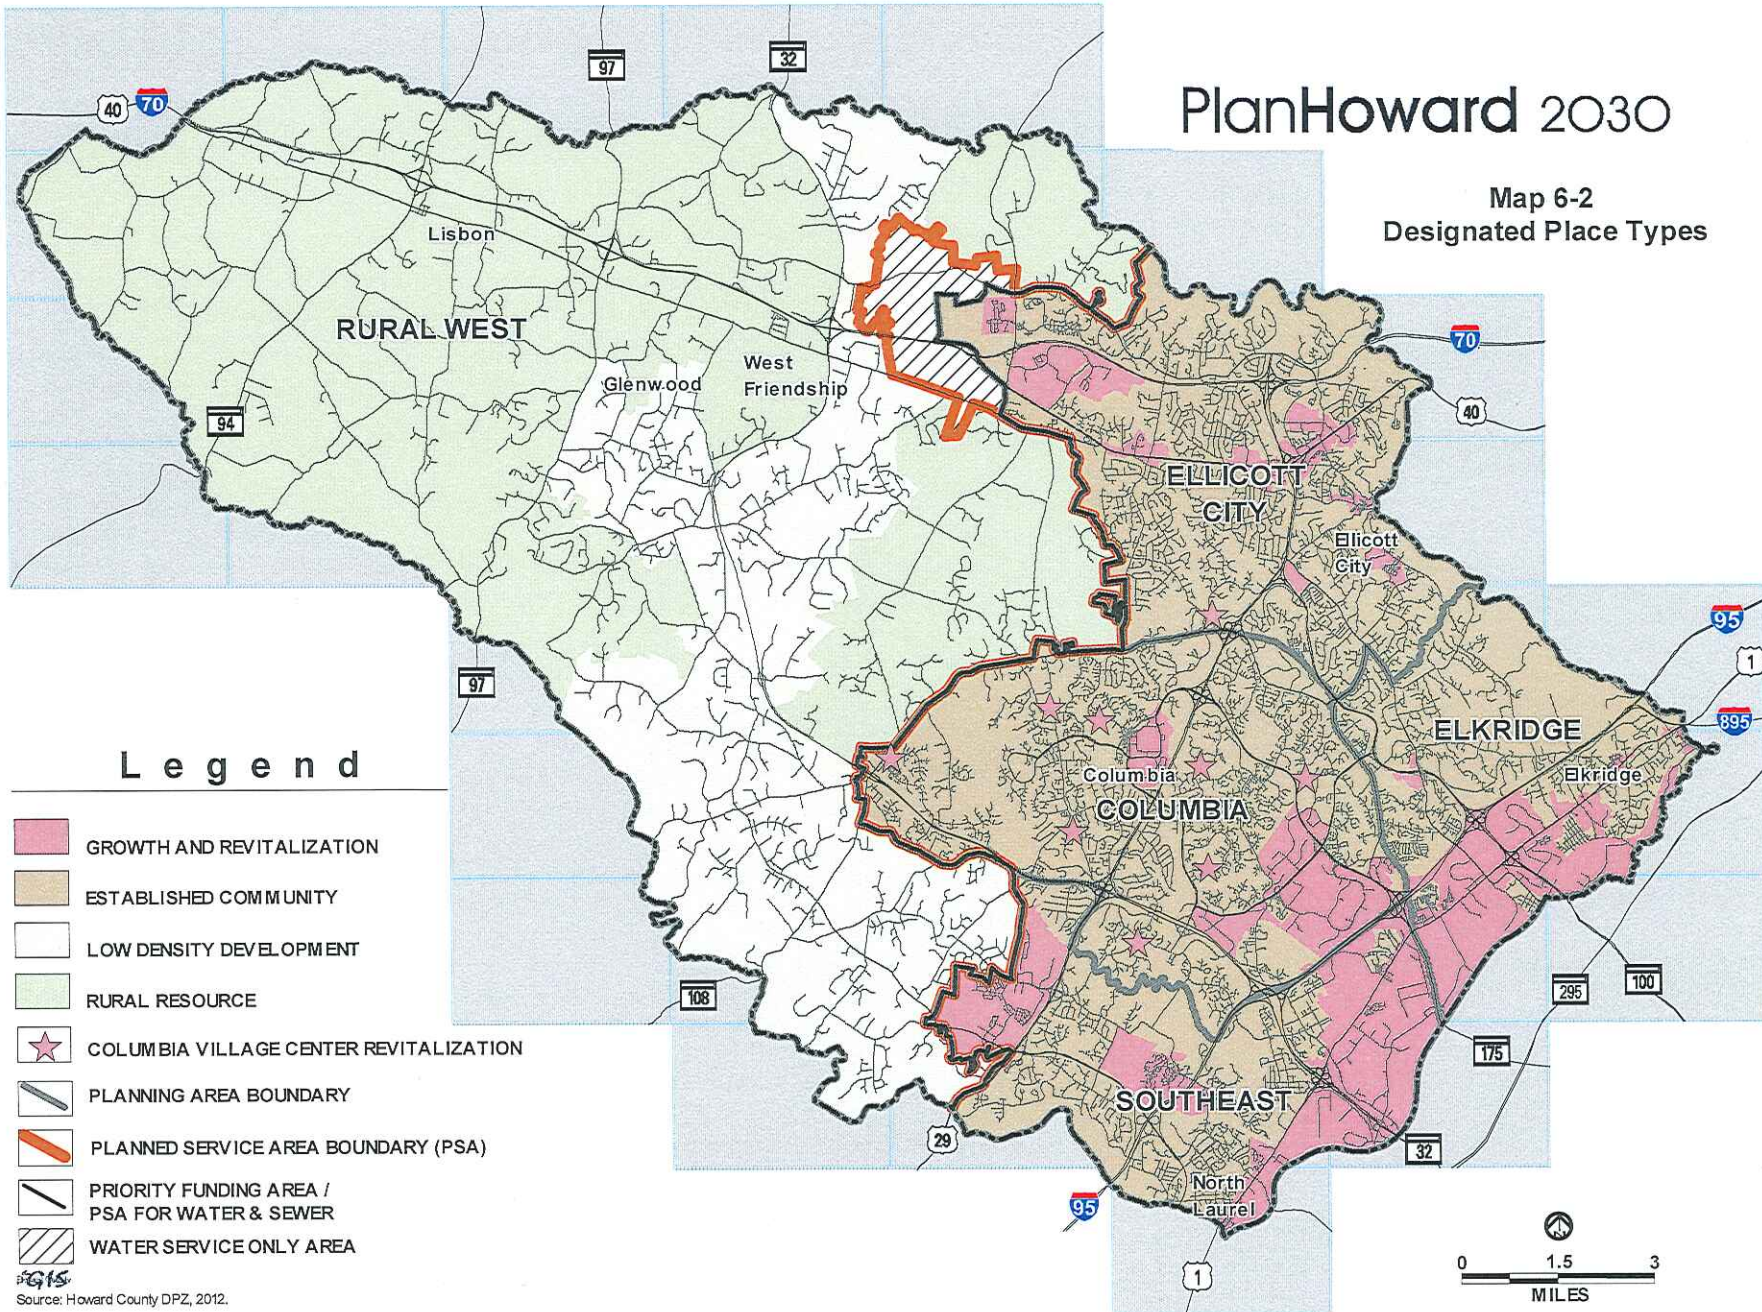 PlanHoward 2030
Map 6-2
Designated Place Types
40
70
97
32
Lisbon
RURAL WEST
West
Friendship
Glenwood
94
70
40
ELLICOTT
CITY
Ellicott
City
95
1
895
97
ELKRIDGE
Elkridge
Columbia
COLUMBIA
108
295
100
175
SOUTHEAST
29
32
North
Laurel
95
1
Legend
GROWTH AND REVITALIZATION
ESTABLISHED COMMUNITY
LOW DENSITY DEVELOPMENT
RURAL RESOURCE
COLUMBIA VILLAGE CENTER REVITALIZATION
PLANNING AREA BOUNDARY
PLANNED SERVICE AREA BOUNDARY (PSA)
PRIORITY FUNDING AREA /
PSA FOR WATER & SEWER
WATER SERVICE ONLY AREA
GIS
Source: Howard County DPZ, 2012.
0 1.5 3
MILES